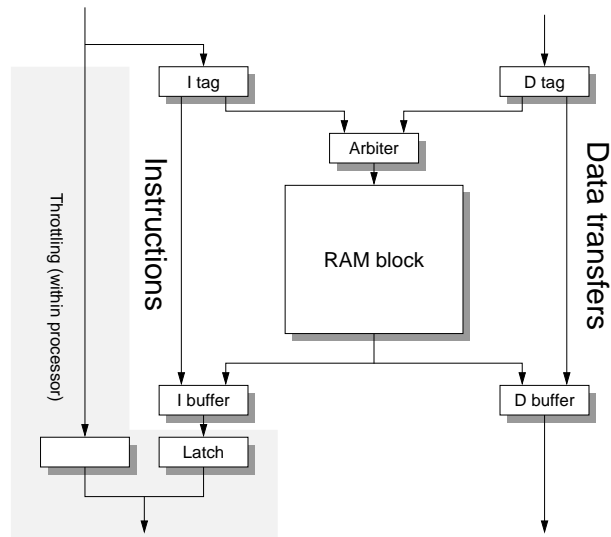 I tag
D tag
Arbiter
Instructions
Data transfers
Throttling (within processor)
RAM block
I buffer
D buffer
Latch